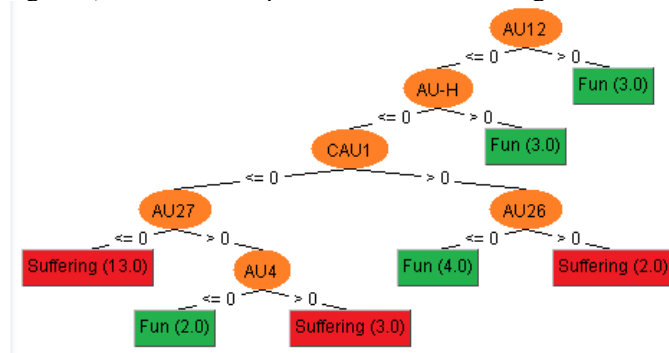 AU12
<= 0
> 0
AU-H
Fun (3.0)
<= 0
> 0
CAU1
Fun (3.0)
<= 0
> 0
AU27
AU26
<= 0
> 0
<= 0
> 0
Suffering (13.0)
AU4
Fun (4.0)
Suffering (2.0)
<= 0
> 0
Fun (2.0)
Suffering (3.0)